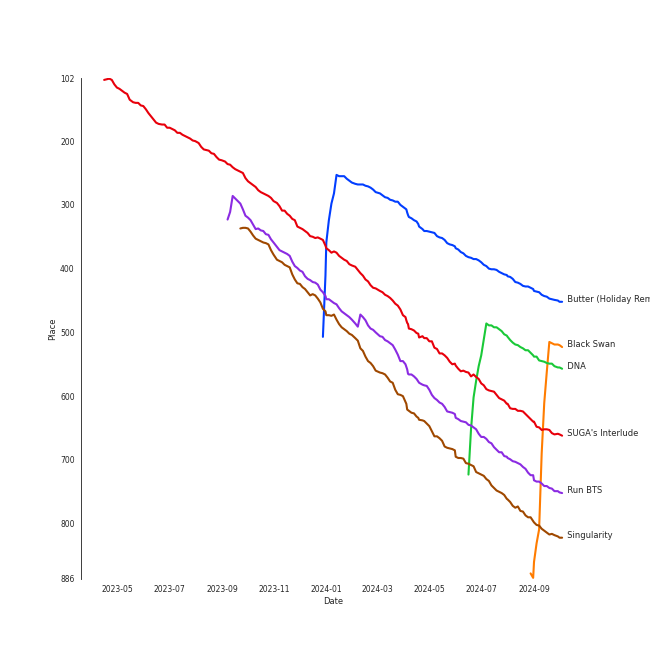 102
200
300
400
500
600
700
800
886
Place
2023-05 2023-07 2023-09 2023-11 2024-01 2024-03 2024-05 2024-07 2024-09
Date
Butter (Holiday Rem
Black Swan
DNA
SUGA's Interlude
Run BTS
Singularity